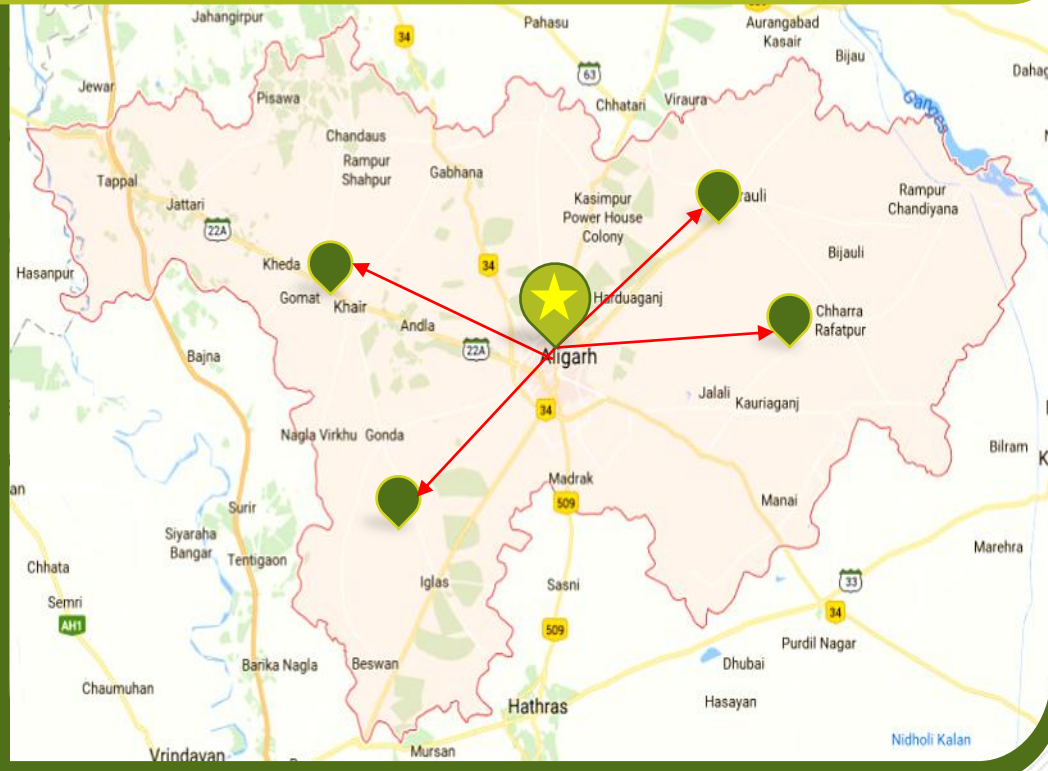 Jahangirpur
Pahasu
Aurangabad
Kasair
34
Bijau
63
Jewar
Pisawa
Chhatari
Viraura
Ganges
Chandaus
Rampur
Shahpur
Gabhana
Tappal
Jattari
22A
Kasimpur
Power House
Colony
rauli
Rampur
Chandiyana
Bijauli
Hasanpur
Kheda
34
Gomat
Khair
Harduaganj
Chharra
Rafatpur
Andla
22A
Aligarh
Bajna
Jalali
Kauriaganj
34
Nagla Virkhu
Gonda
Bilram
Madrak
509
Manai
Surir
Siyaraha
Bangar
Tentigaon
Marehra
Chhata
Iglas
Sasni
33
Semri
AH1
34
509
Purdil Nagar
Barika Nagla
Beswan
Dhubai
Chaumuhan
Hathras
Hasayan
Nidholi Kalan
Vrindavan
Mursan